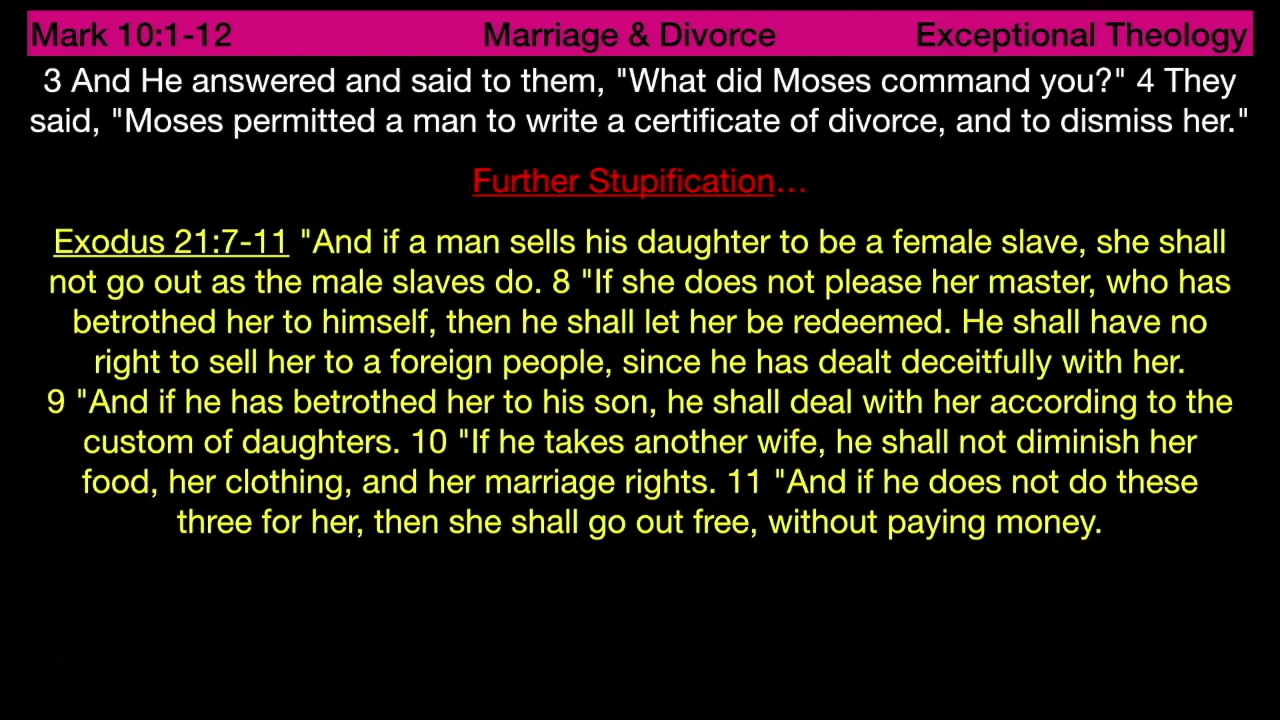 Mark 10:1-12 Marriage & Divorce Exceptional Theology
3 And He answered and said to them, "What did Moses command you?" 4 They
said, "Moses permitted a man to write a certificate of divorce, and to dismiss her."
Further Stupification...
Exodus 21:7-11 "And if a man sells his daughter to be a female slave, she shall
not go out as the male slaves do. 8 "If she does not please her master, who has
betrothed her to himself, then he shall let her be redeemed. He shall have no
right to sell her to a foreign people, since he has dealt deceitfully with her.
9 "And if he has betrothed her to his son, he shall deal with her according to the
custom of daughters. 10 "If he takes another wife, he shall not diminish her
food, her clothing, and her marriage rights. 11 "And if he does not do these
three for her, then she shall go out free, without paying money.